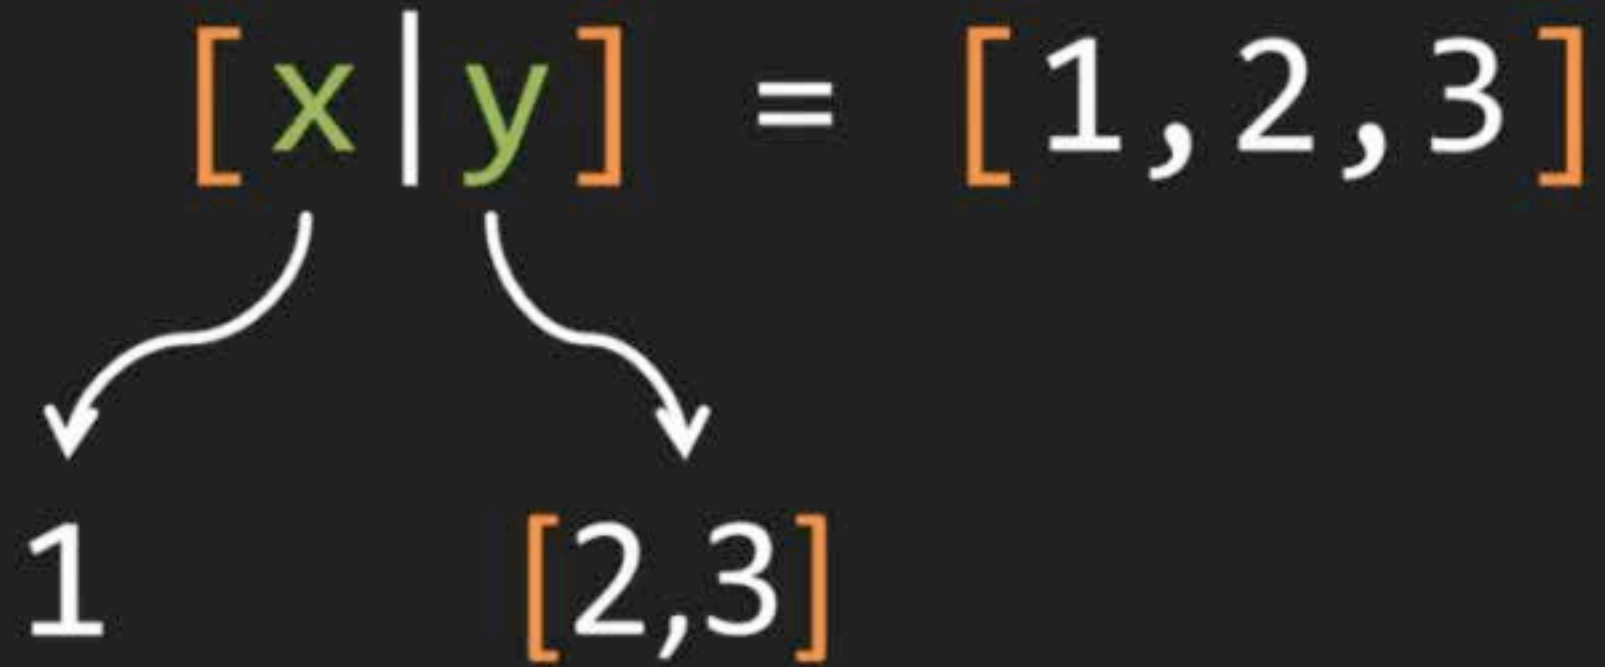 [x|y] = [1,2,3]
1 [2,3]